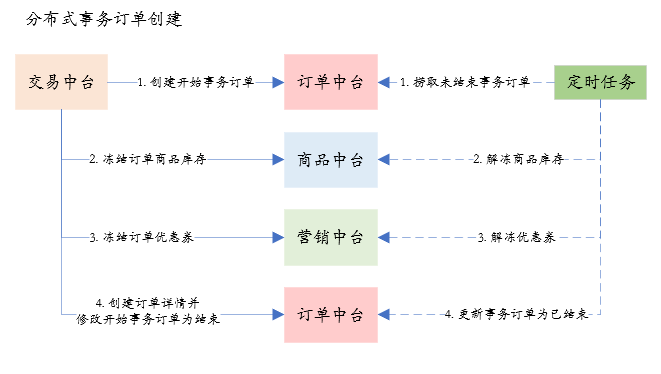 分布式事务订单创建
交易中台
1. 创建开始事务订单
订单中台
1. 捞取未结束事务订单
定时任务
2. 冻结订单商品库存
商品中台
2. 解冻商品库存
3. 冻结订单优惠券
营销中台
3. 解冻优惠券
4. 创建订单详情并
修改开始事务订单为结束
订单中台
4. 更新事务订单为已结束